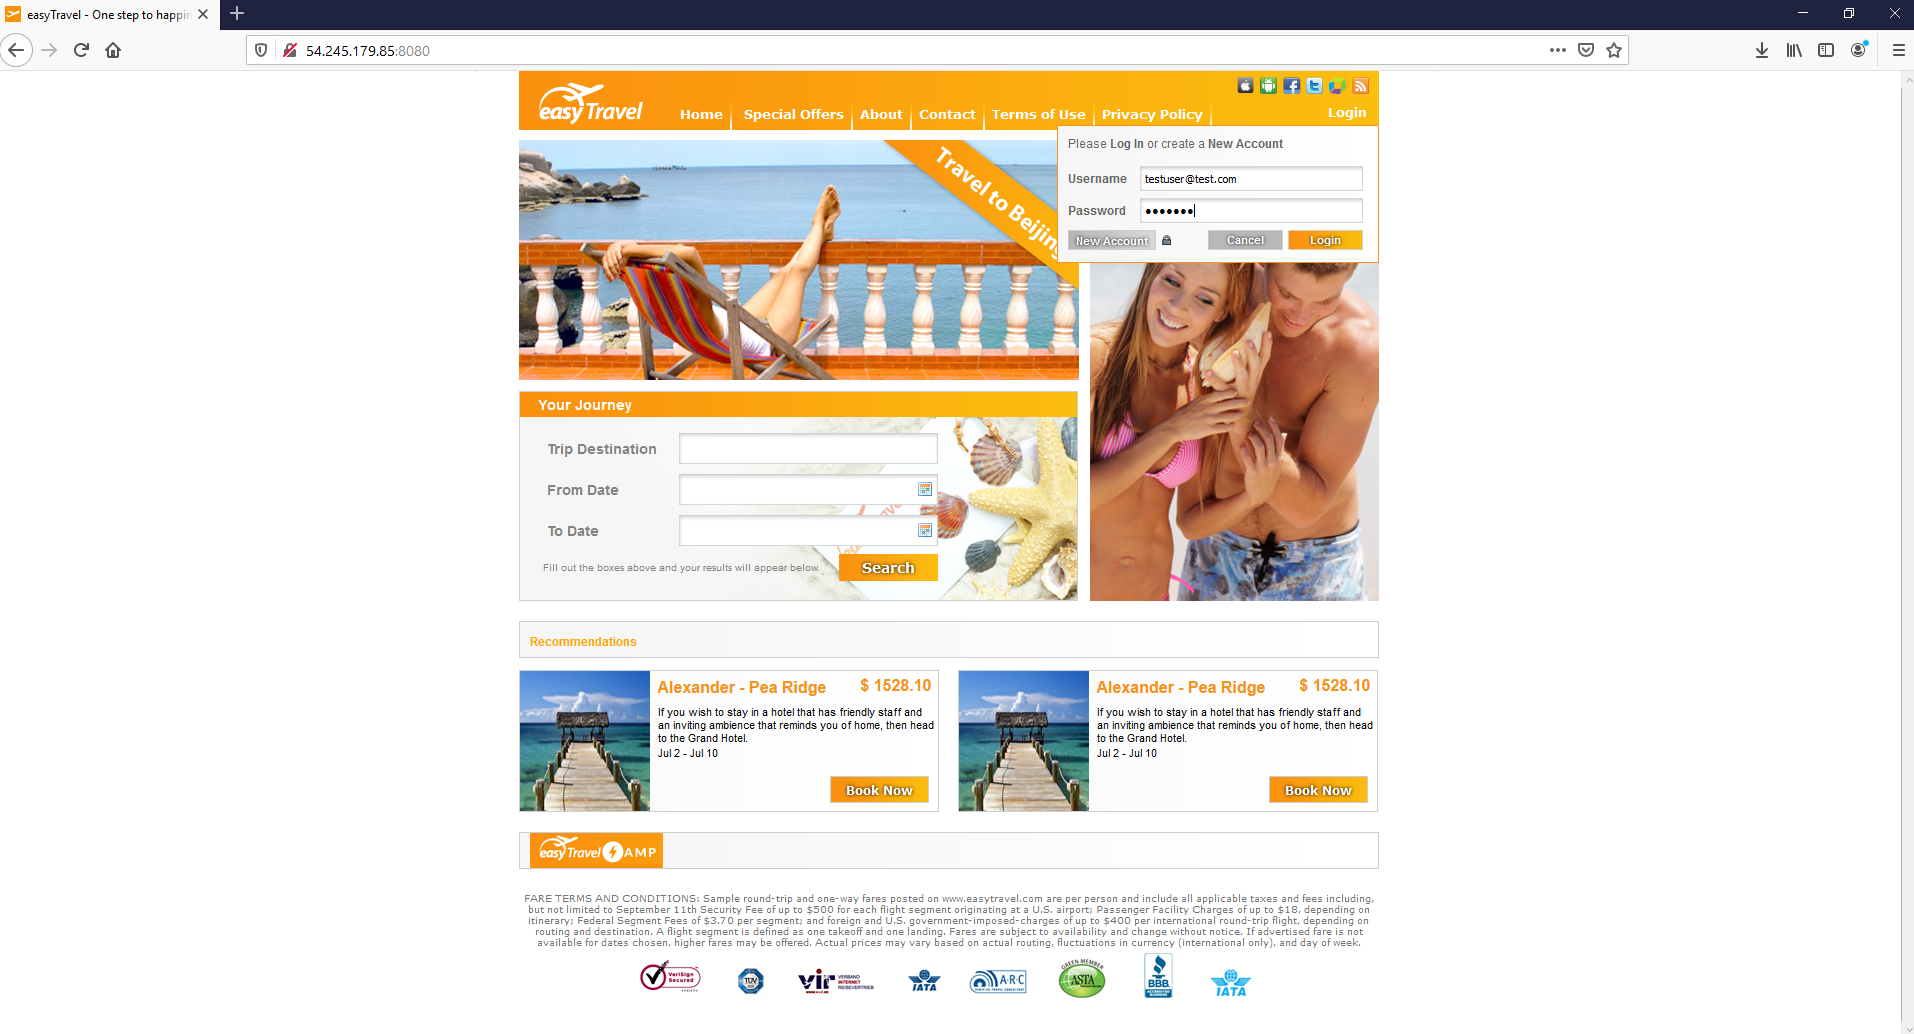 easyTravel - One step to happin
54.245.179.85:8080
easyTravel
Home
Special Offers
About
Contact
Terms of Use
Privacy Policy
Login
Please Log In or create a New Account
Username
testuser@test.com
Password
New Account
Cancel
Login
Travel to Beijing
Your Journey
Trip Destination
From Date
To Date
Fill out the boxes above and your results will appear below.
Search
Recommendations
Alexander - Pea Ridge
$ 1528.10
If you wish to stay in a hotel that has friendly staff and
an inviting ambience that reminds you of home, then head
to the Grand Hotel.
Jul 2 - Jul 10
Book Now
Alexander - Pea Ridge
$ 1528.10
If you wish to stay in a hotel that has friendly staff and
an inviting ambience that reminds you of home, then head
to the Grand Hotel.
Jul 2 - Jul 10
Book Now
easyTravel AMP
FARE TERMS AND CONDITIONS: Sample round-trip and one-way fares posted on www.easytravel.com are per person and include all applicable taxes and fees including,
but not limited to September 11th Security Fee of up to $500 for each flight segment originating at a U.S. airport; Passenger Facility Charges of up to $18, depending on
itinerary; Federal Segment Fees of $3.70 per segment; and foreign and U.S. government-imposed-charges of up to $400 per international round-trip flight, depending on
routing and destination. A flight segment is defined as one takeoff and one landing. Fares are subject to availability and change without notice. If advertised fare is not
available for dates chosen, higher fares may be offered. Actual prices may vary based on actual routing, fluctuations in currency (international only), and day of week.
VeriSign
Secured
TÜV
vir
VERBAND
INTERNET
REISEVERTRIEB
IATA
A·R·C
GREEN MEMBER
ASTA
BBB
ACCREDITED
BUSINESS
IATA